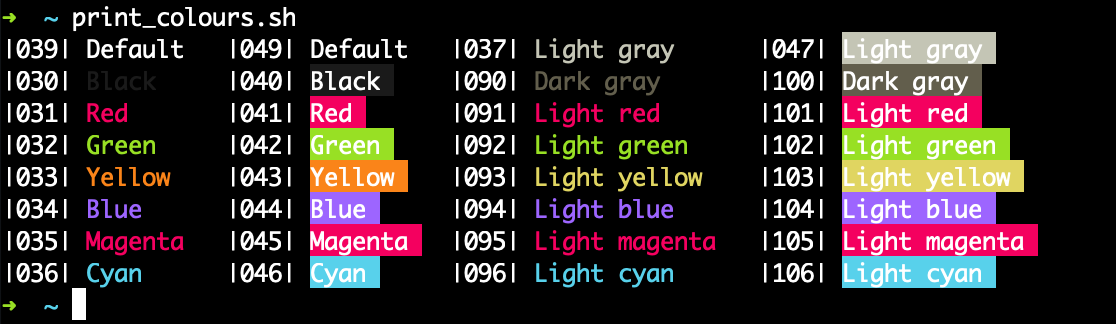 ➜  ~ print_colours.sh
|039| Default  |049| Default  |037| Light gray  |047| Light gray
|030| Black  |040| Black  |090| Dark gray  |100| Dark gray
|031| Red  |041| Red  |091| Light red  |101| Light red
|032| Green  |042| Green  |092| Light green  |102| Light green
|033| Yellow  |043| Yellow  |093| Light yellow  |103| Light yellow
|034| Blue  |044| Blue  |094| Light blue  |104| Light blue
|035| Magenta  |045| Magenta  |095| Light magenta  |105| Light magenta
|036| Cyan  |046| Cyan  |096| Light cyan  |106| Light cyan
➜  ~